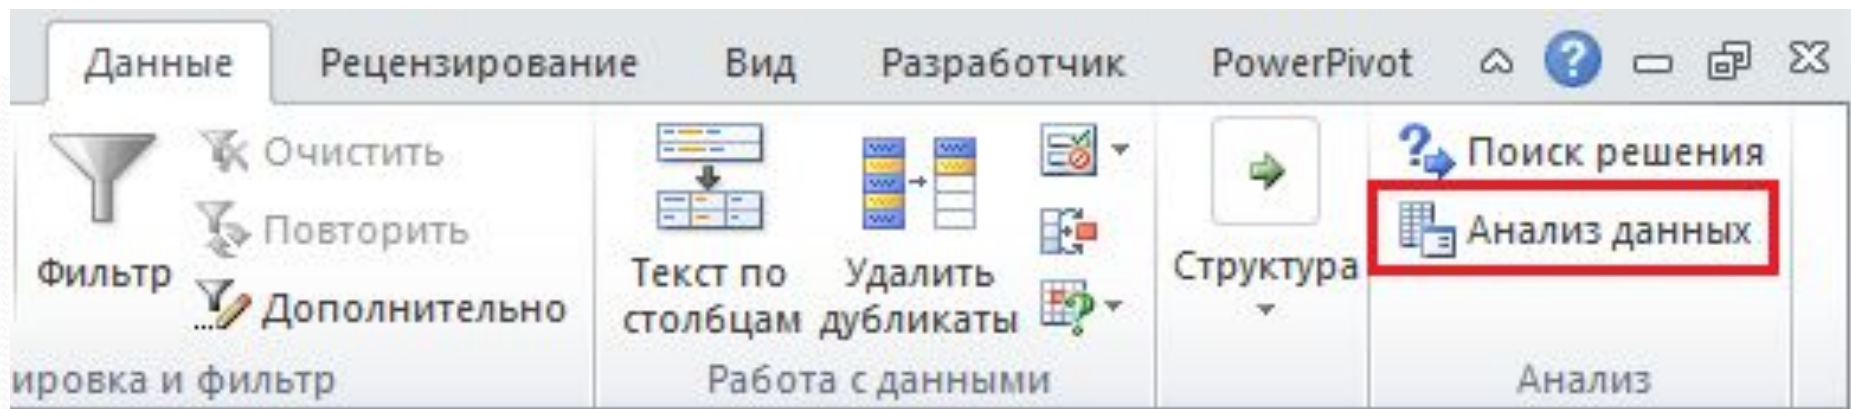 Данные Рецензирование Вид Разработчик PowerPivot
Фильтр
Очистить
Повторить
Дополнительно
ировка и фильтр
Текст по
столбцам
Удалить
дубликаты
Работа с данными
Структура
Поиск решения
Анализ данных
Анализ